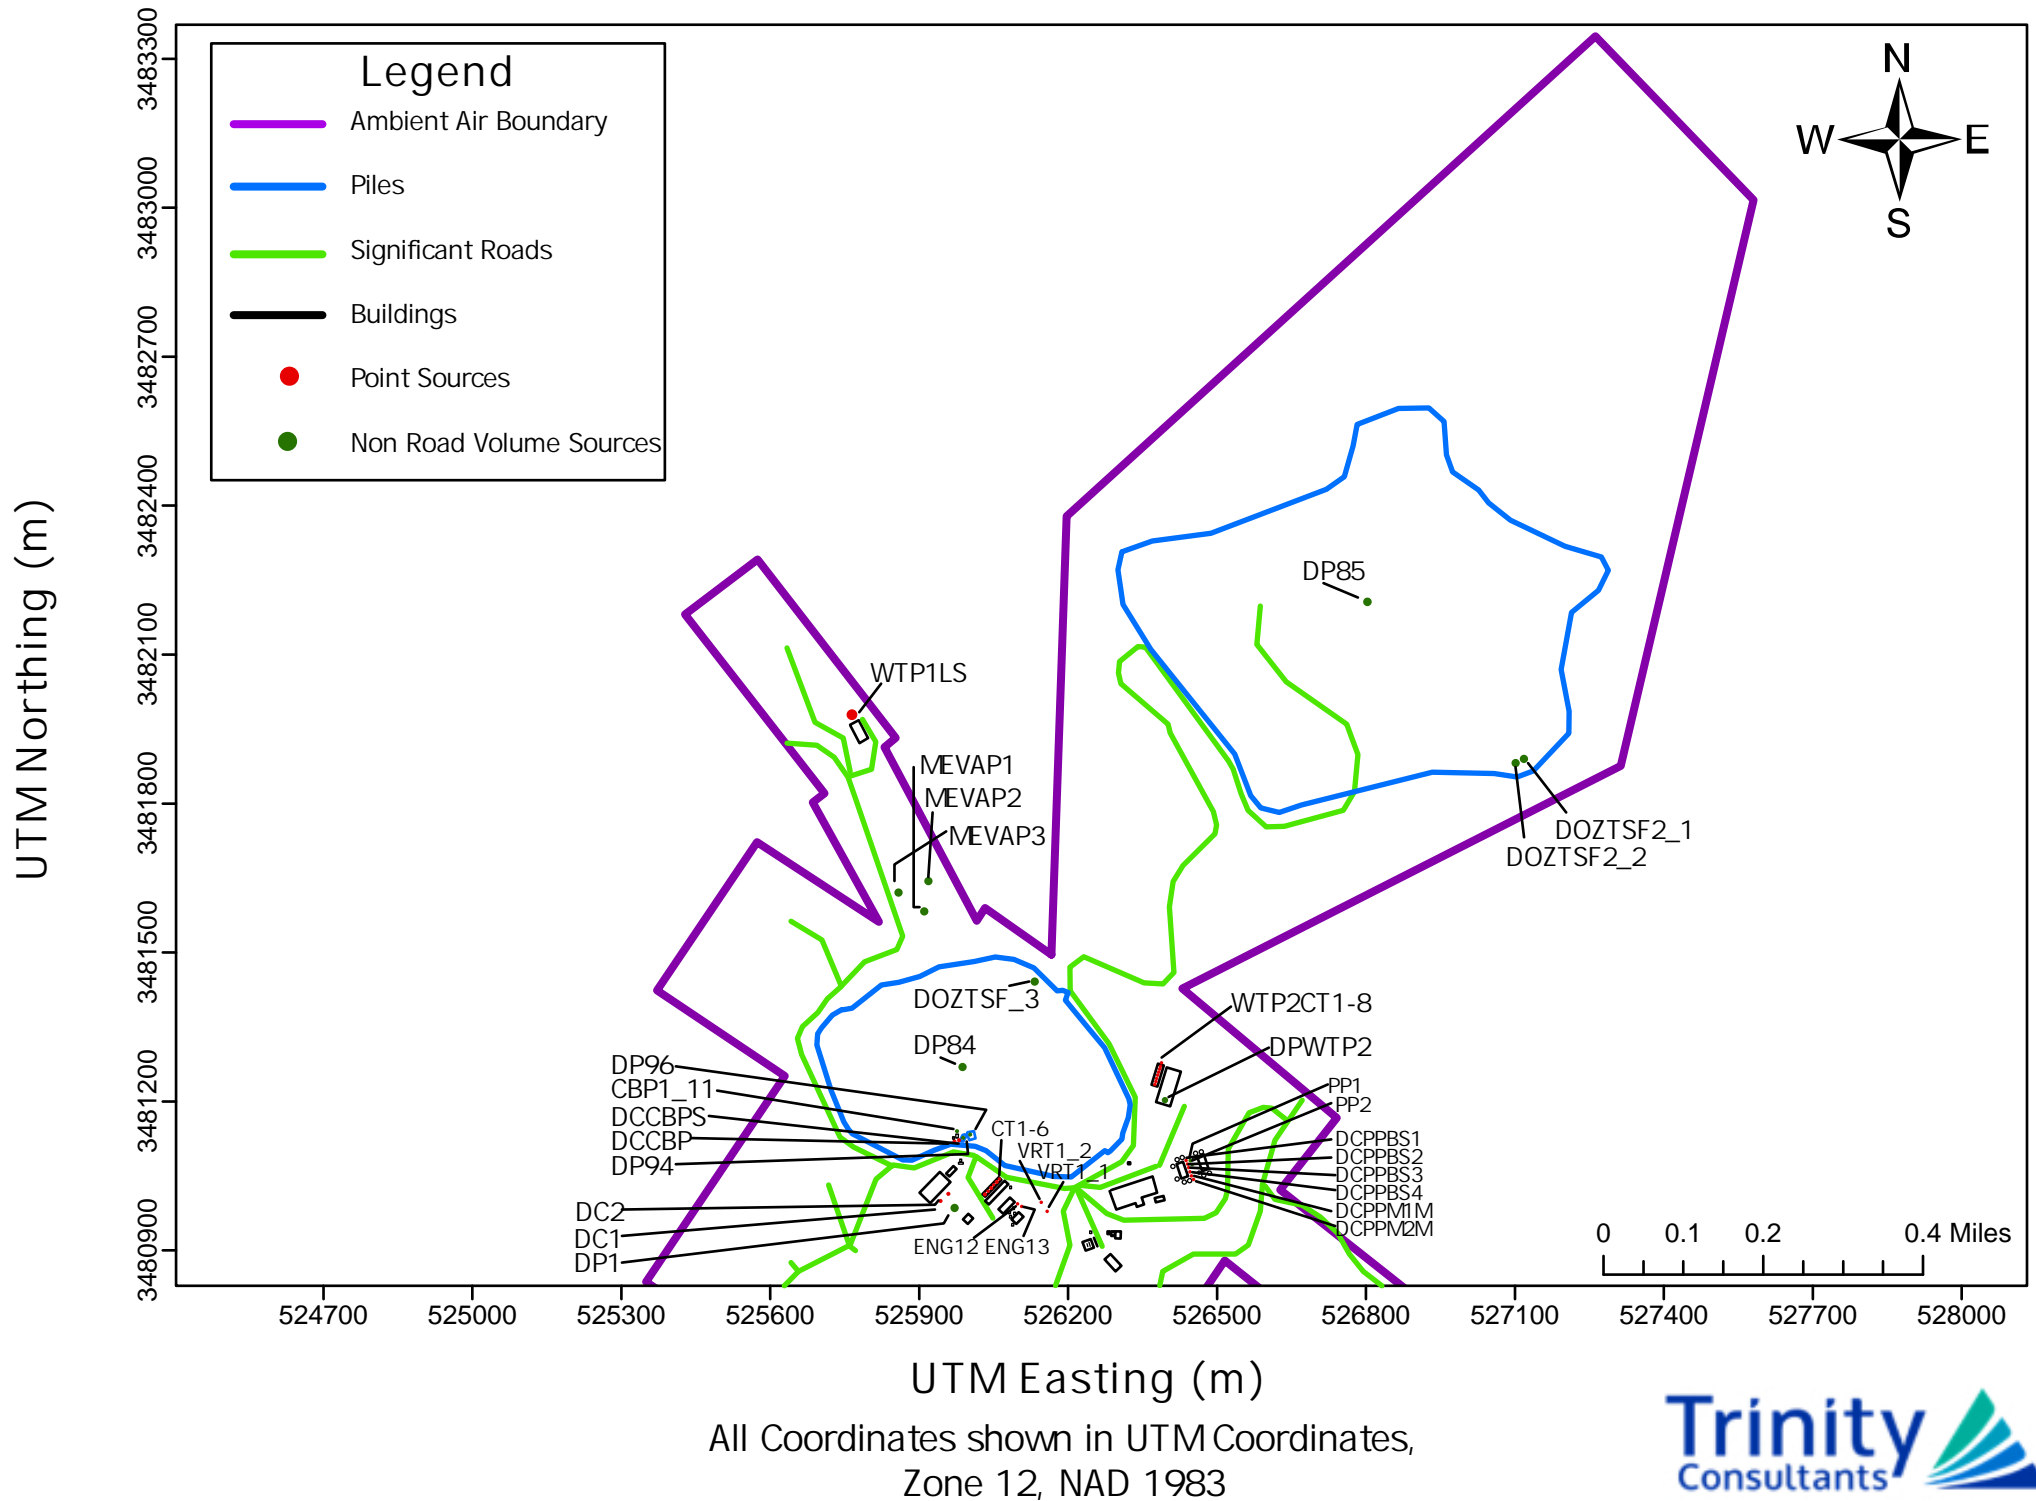 Legend
Ambient Air Boundary
Piles
Significant Roads
Buildings
Point Sources
Non Road Volume Sources
N
W E
S
UTM Northing (m)
3483300
3483000
3482700
3482400
3482100
3481800
3481500
3481200
3480900
DP85
WTP1LS
MEVAP1
MEVAP2
MEVAP3
DOZTSF2_1
DOZTSF2_2
DOZTSF_3
WTP2CT1-8
DP84
DPWTP2
DP96
CBP1_11
DCCBPS
DCCBP
DP94
CT1-6
VRT1_2
VRT1_1
PP1
PP2
DCPPBS1
DCPPBS2
DCPPBS3
DCPPBS4
DCPPM1M
DCPPM2M
DC2
DC1
DP1
ENG12 ENG13
0 0.1 0.2 0.4 Miles
524700 525000 525300 525600 525900 526200 526500 526800 527100 527400 527700 528000
UTM Easting (m)
All Coordinates shown in UTM Coordinates,
Zone 12, NAD 1983
Trinity
Consultants